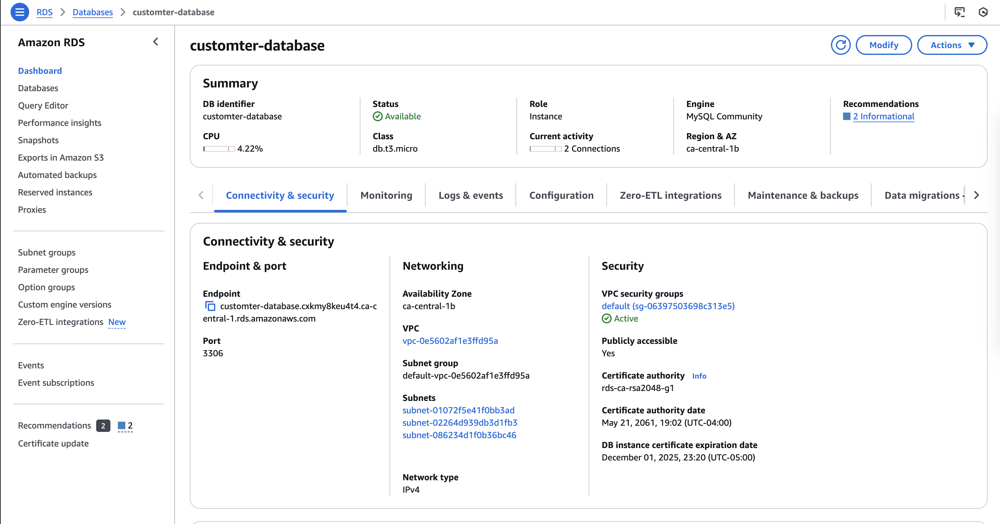 RDS > Databases > customter-database
Amazon RDS
Dashboard
Databases
Query Editor
Performance insights
Snapshots
Exports in Amazon S3
Automated backups
Reserved instances
Proxies
Subnet groups
Parameter groups
Option groups
Custom engine versions
Zero-ETL integrations New
Events
Event subscriptions
Recommendations 2 2
Certificate update
customter-database
Modify
Actions
Summary
DB identifier
customter-database
CPU
4.22%
Status
Available
Class
db.t3.micro
Role
Instance
Current activity
2 Connections
Engine
MySQL Community
Region & AZ
ca-central-1b
Recommendations
2 Informational
Connectivity & security
Monitoring
Logs & events
Configuration
Zero-ETL integrations
Maintenance & backups
Data migrations -
Connectivity & security
Endpoint & port
Endpoint
customter-database.cxkmy8keu4t4.ca-c
entral-1.rds.amazonaws.com
Port
3306
Networking
Availability Zone
ca-central-1b
VPC
vpc-0e5602af1e3ffd95a
Subnet group
default-vpc-0e5602af1e3ffd95a
Subnets
subnet-01072f5e41f0bb3ad
subnet-02264d939db3d1fb3
subnet-086234d1f0b36bc46
Network type
IPv4
Security
VPC security groups
default (sg-06397503698c313e5)
Active
Publicly accessible
Yes
Certificate authority Info
rds-ca-rsa2048-g1
Certificate authority date
May 21, 2061, 19:02 (UTC-04:00)
DB instance certificate expiration date
December 01, 2025, 23:20 (UTC-05:00)